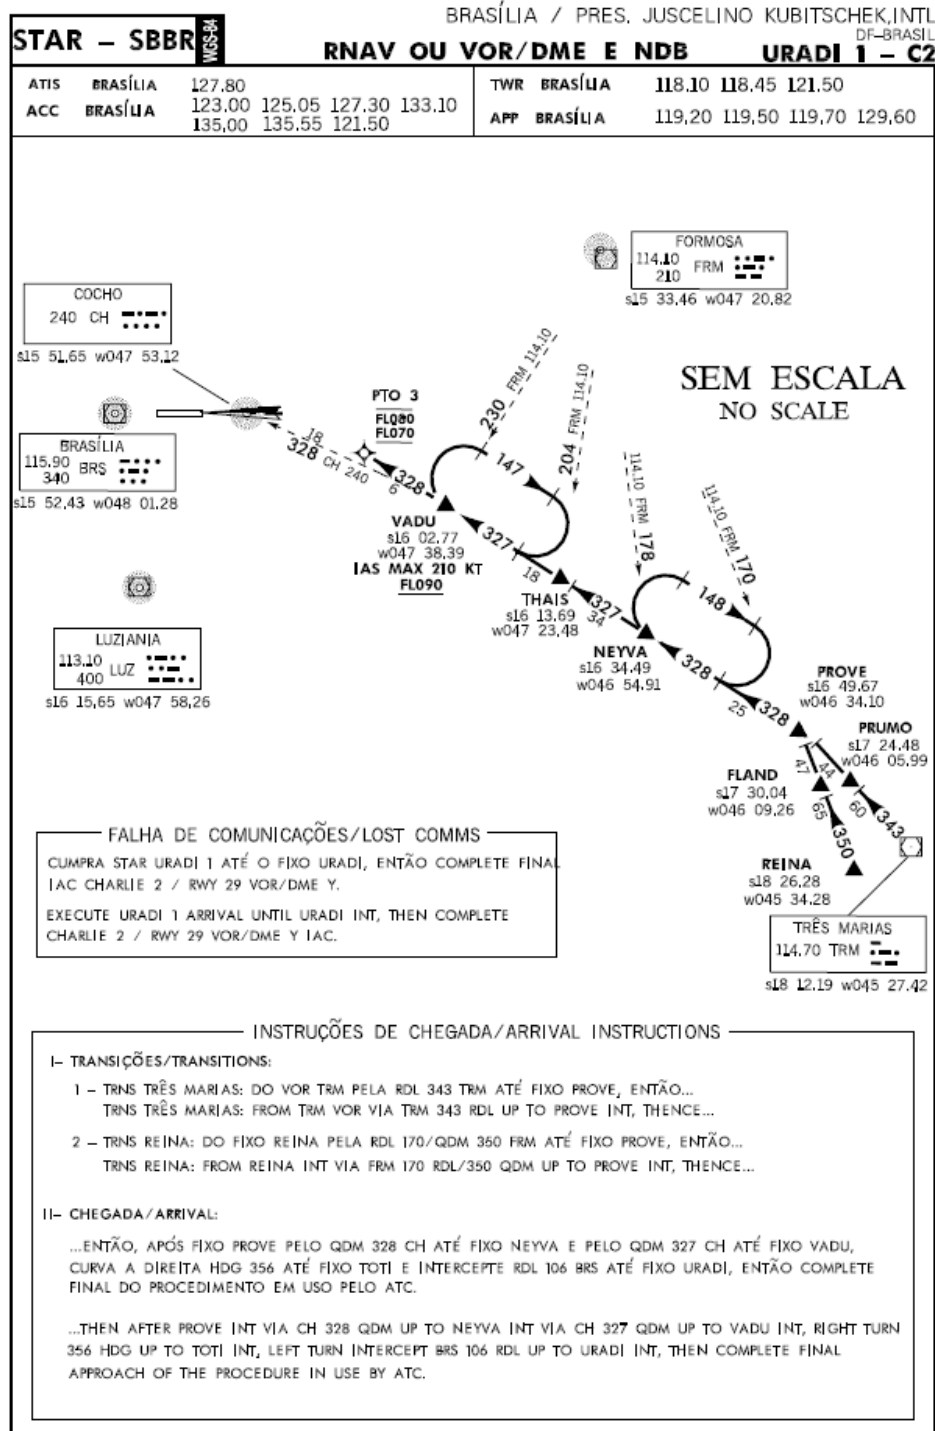 BRASÍLIA / PRES. JUSCELINO KUBITSCHEK,INTL
DF-BRASIL
STAR - SBBR
WGS-84
RNAV OU VOR/DME E NDB
URADI 1 - C2
ATIS BRASÍLIA 127.80
ACC BRASÍLIA 123.00 125.05 127.30 133.10
135.00 135.55 121.50
TWR BRASÍLIA 118.10 118.45 121.50
APP BRASÍLIA 119.20 119.50 119.70 129.60
FORMOSA
114.10
210 FRM
s15 33.46 w047 20.82
COCHO
240 CH
s15 51.65 w047 53.12
SEM ESCALA
NO SCALE
PTO 3
FL080
FL070
230 FRM 114.10
204 FRM 114.10
BRASÍLIA
115.90 BRS
340
s15 52.43 w048 01.28
18
328 CH 240
6
328
147
VADU
s16 02.77
w047 38.39
IAS MAX 210 KT
FL090
327
18
114.10 FRM 178
114.10 FRM 170
THAIS
s16 13.69
w047 23.48
327
34
148
NEYVA
s16 34.49
w046 54.91
328
25
328
LUZIANIA
113.10 LUZ
400
s16 15.65 w047 58.26
PROVE
s16 49.67
w046 34.10
PRUMO
s17 24.48
w046 05.99
FLAND
s17 30.04
w046 09.26
47
44
65
60
343
350
REINA
s18 26.28
w045 34.28
TRÊS MARIAS
114.70 TRM
s18 12.19 w045 27.42
FALHA DE COMUNICAÇÕES/LOST COMMS
CUMPRA STAR URADI 1 ATÉ O FIXO URADI, ENTÃO COMPLETE FINAL
IAC CHARLIE 2 / RWY 29 VOR/DME Y.
EXECUTE URADI 1 ARRIVAL UNTIL URADI INT, THEN COMPLETE
CHARLIE 2 / RWY 29 VOR/DME Y IAC.
INSTRUÇÕES DE CHEGADA/ARRIVAL INSTRUCTIONS
I- TRANSIÇÕES/TRANSITIONS:
1 - TRNS TRÊS MARIAS: DO VOR TRM PELA RDL 343 TRM ATÉ FIXO PROVE, ENTÃO...
TRNS TRÊS MARIAS: FROM TRM VOR VIA TRM 343 RDL UP TO PROVE INT, THENCE...
2 - TRNS REINA: DO FIXO REINA PELA RDL 170/QDM 350 FRM ATÉ FIXO PROVE, ENTÃO...
TRNS REINA: FROM REINA INT VIA FRM 170 RDL/350 QDM UP TO PROVE INT, THENCE...
II- CHEGADA/ARRIVAL:
...ENTÃO, APÓS FIXO PROVE PELO QDM 328 CH ATÉ FIXO NEYVA E PELO QDM 327 CH ATÉ FIXO VADU,
CURVA A DIREITA HDG 356 ATÉ FIXO TOTI E INTERCEPTE RDL 106 BRS ATÉ FIXO URADI, ENTÃO COMPLETE
FINAL DO PROCEDIMENTO EM USO PELO ATC.
...THEN AFTER PROVE INT VIA CH 328 QDM UP TO NEYVA INT VIA CH 327 QDM UP TO VADU INT, RIGHT TURN
356 HDG UP TO TOTI INT, LEFT TURN INTERCEPT BRS 106 RDL UP TO URADI INT, THEN COMPLETE FINAL
APPROACH OF THE PROCEDURE IN USE BY ATC.